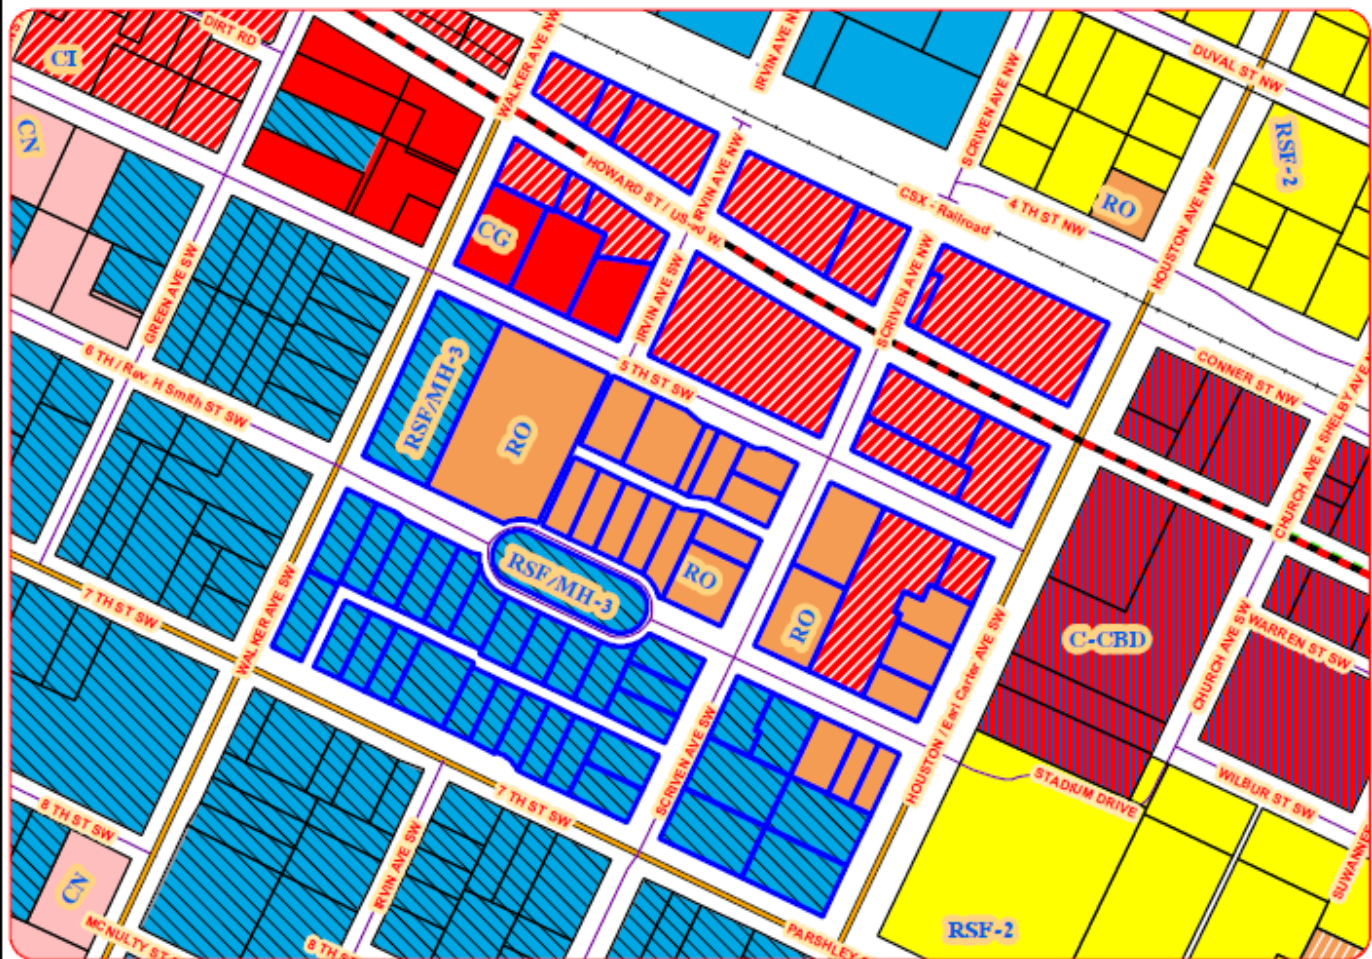 DIRT RD
CI
WALKER AVE NW
IRVIN AVE N
DUVAL ST NW
SCRIVEN AVE NW
CN
RSF-2
HOWARD ST / US-90 W.
IRVIN AVE NW
CSX - Railroad
4 TH ST NW
RO
HOUSTON AVE NW
CG
GREEN AVE SW
IRVIN AVE SW
SCRIVEN AVE NW
CONNER ST NW
CHURCH AVE N
SHELBY AVE
6 TH / Rev. H Smith ST SW
RSF/MH-3
5 TH ST SW
RO
RSF/MH-3
RO
7 TH ST SW
WALKER AVE SW
RO
C-CBD
CHURCH AVE SW
WARREN ST SW
HOUSTON / Earl Carter AVE SW
SCRIVEN AVE SW
STADIUM DRIVE
WILBUR ST SW
8 TH ST SW
7 TH ST SW
IRVIN AVE SW
CN
SUWANNE
MCNULTY ST S
8 TH S
PARSHLEY
RSF-2